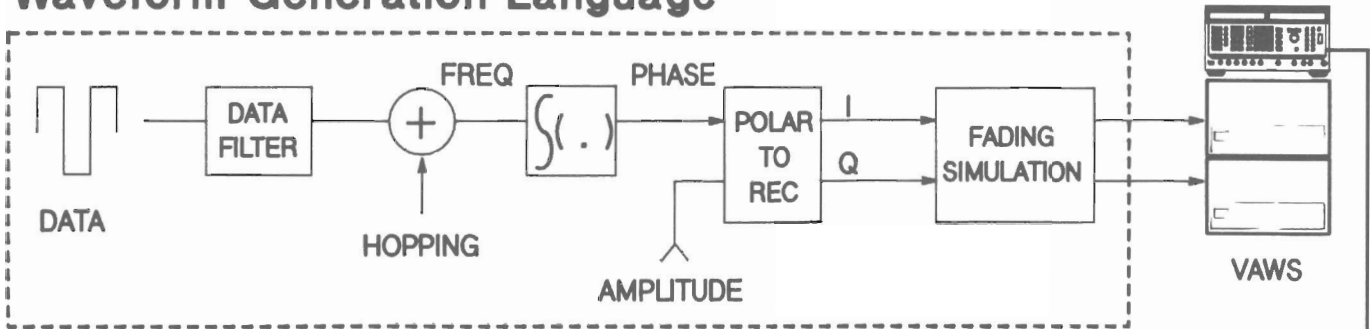 Waveform Generation Language
FREQ
PHASE
DATA
FILTER
+
∫(.)
POLAR
TO
REC
I
Q
FADING
SIMULATION
DATA
HOPPING
AMPLITUDE
VAWS